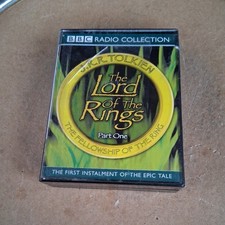 BBC RADIO COLLECTION
J.R.R. TOLKIEN
The
Lord
Of The
Rings
Part One
THE FELLOWSHIP OF THE RING
THE FIRST INSTALMENT OF THE EPIC TALE